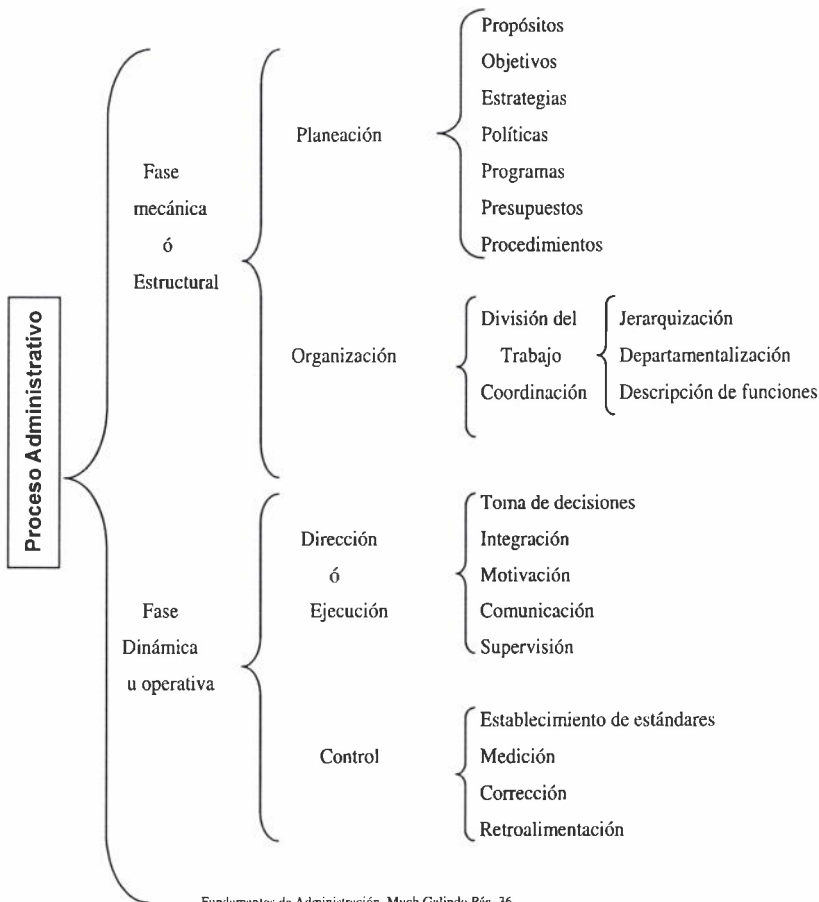 Proceso Administrativo
Fase
mecánica
ó
Estructural
Planeación
Propósitos
Objetivos
Estrategias
Políticas
Programas
Presupuestos
Procedimientos
Organización
División del
Trabajo
Coordinación
Jerarquización
Departamentalización
Descripción de funciones
Fase
Dinámica
u operativa
Dirección
ó
Ejecución
Toma de decisiones
Integración
Motivación
Comunicación
Supervisión
Control
Establecimiento de estándares
Medición
Corrección
Retroalimentación
Fundamentos de Administración, Much Galindo Pág. 36